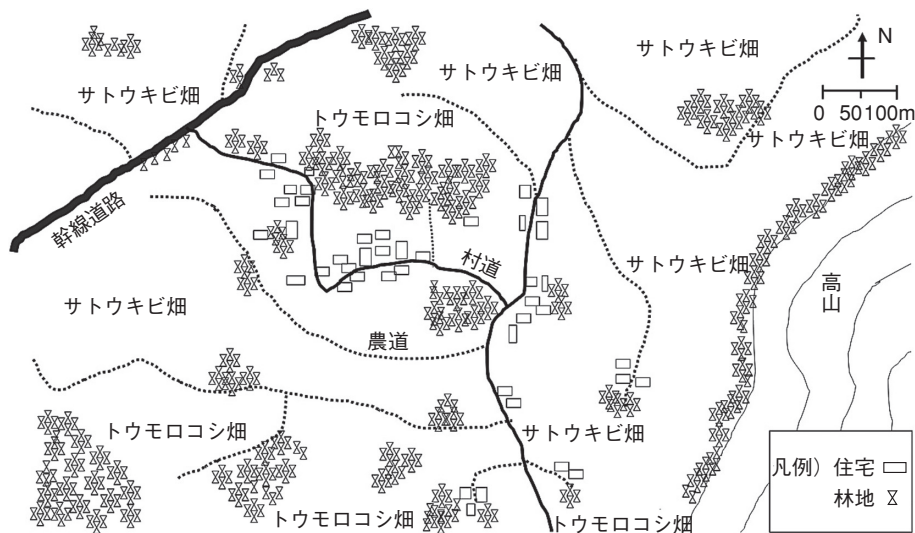 サトウキビ畑
N
サトウキビ畑
サトウキビ畑
0 50 100m
トウモロコシ畑
サトウキビ畑
幹線道路
村道
サトウキビ畑
高山
サトウキビ畑
農道
トウモロコシ畑
サトウキビ畑
凡例) 住宅
林地
トウモロコシ畑
トウモロコシ畑